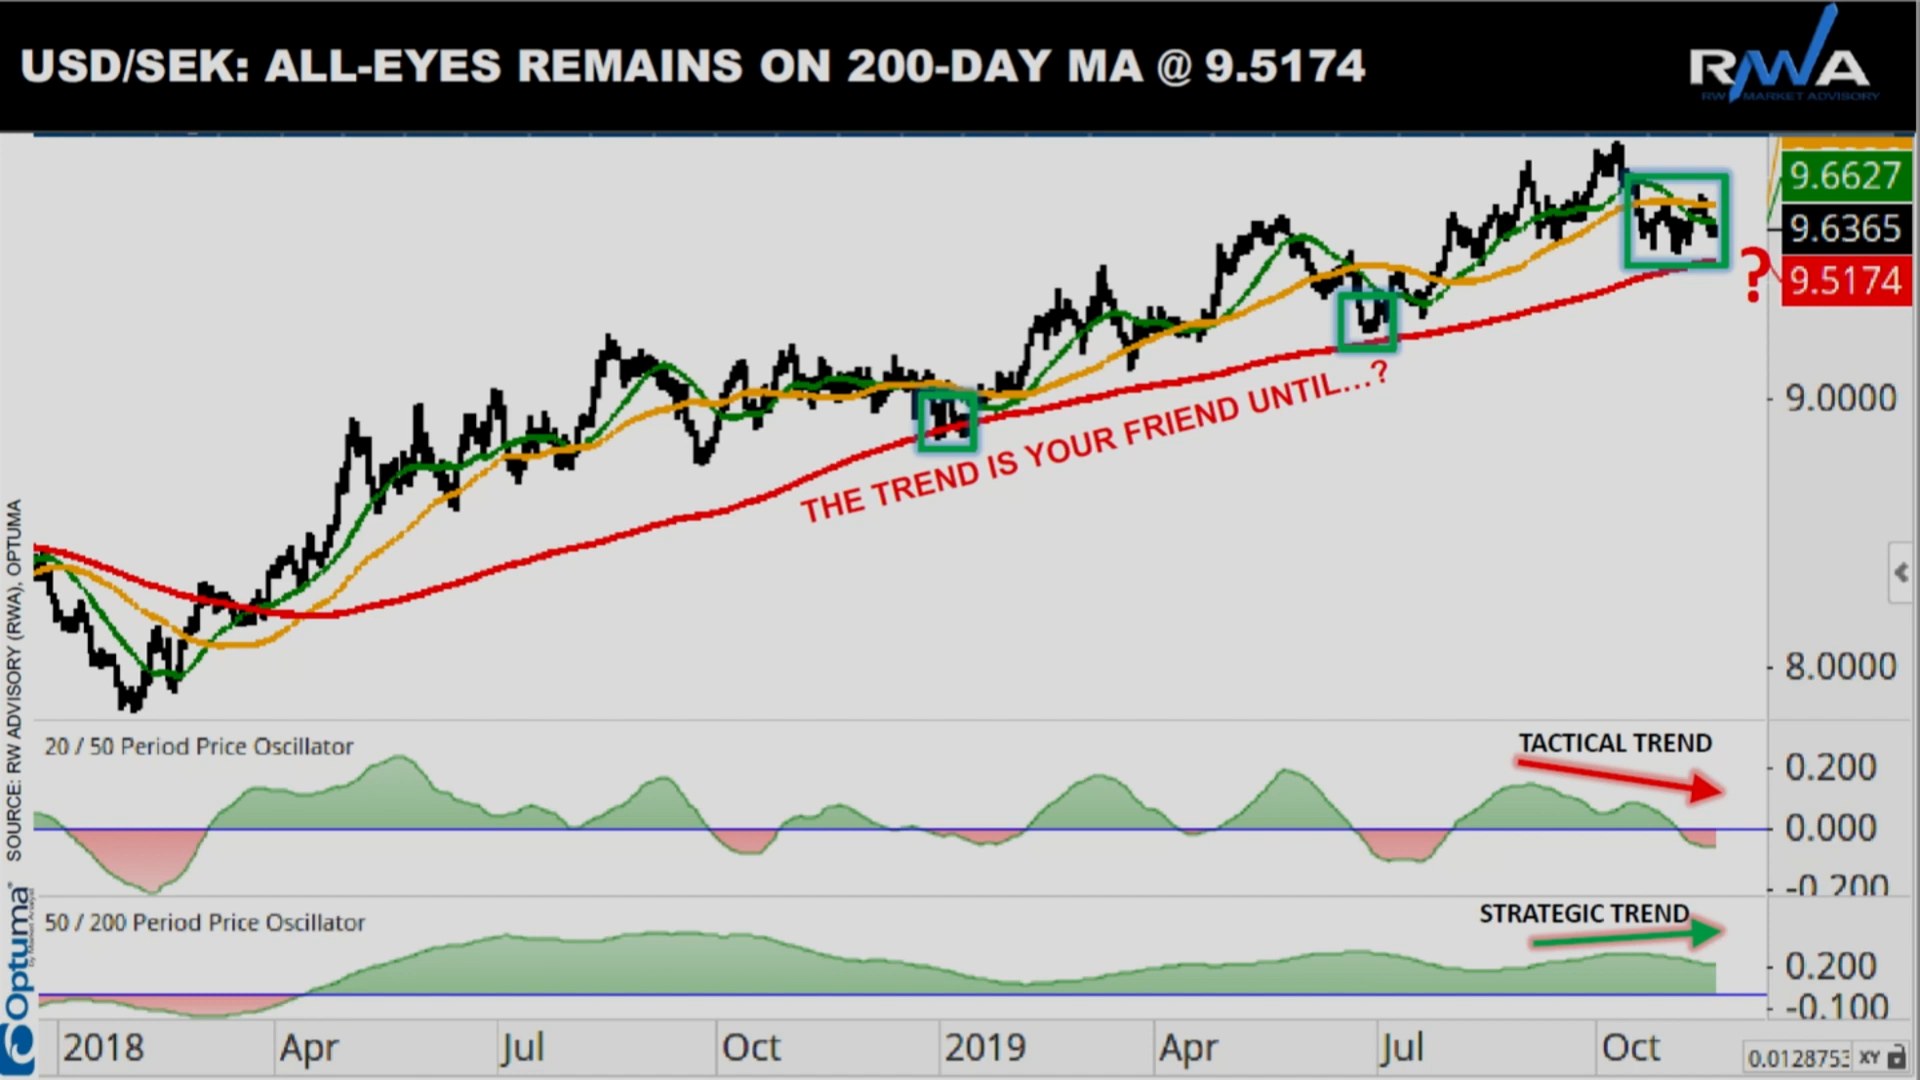 USD/SEK: ALL-EYES REMAINS ON 200-DAY MA @ 9.5174
RWA
RW MARKET ADVISORY
9.6627
9.6365
?
9.5174
9.0000
THE TREND IS YOUR FRIEND UNTIL...?
8.0000
SOURCE: RW ADVISORY (RWA), OPTUMA
20 / 50 Period Price Oscillator
TACTICAL TREND
0.200
0.000
-0.200
50 / 200 Period Price Oscillator
STRATEGIC TREND
0.200
-0.100
Optuma
2018 Apr Jul Oct 2019 Apr Jul Oct
0.0128753 XY